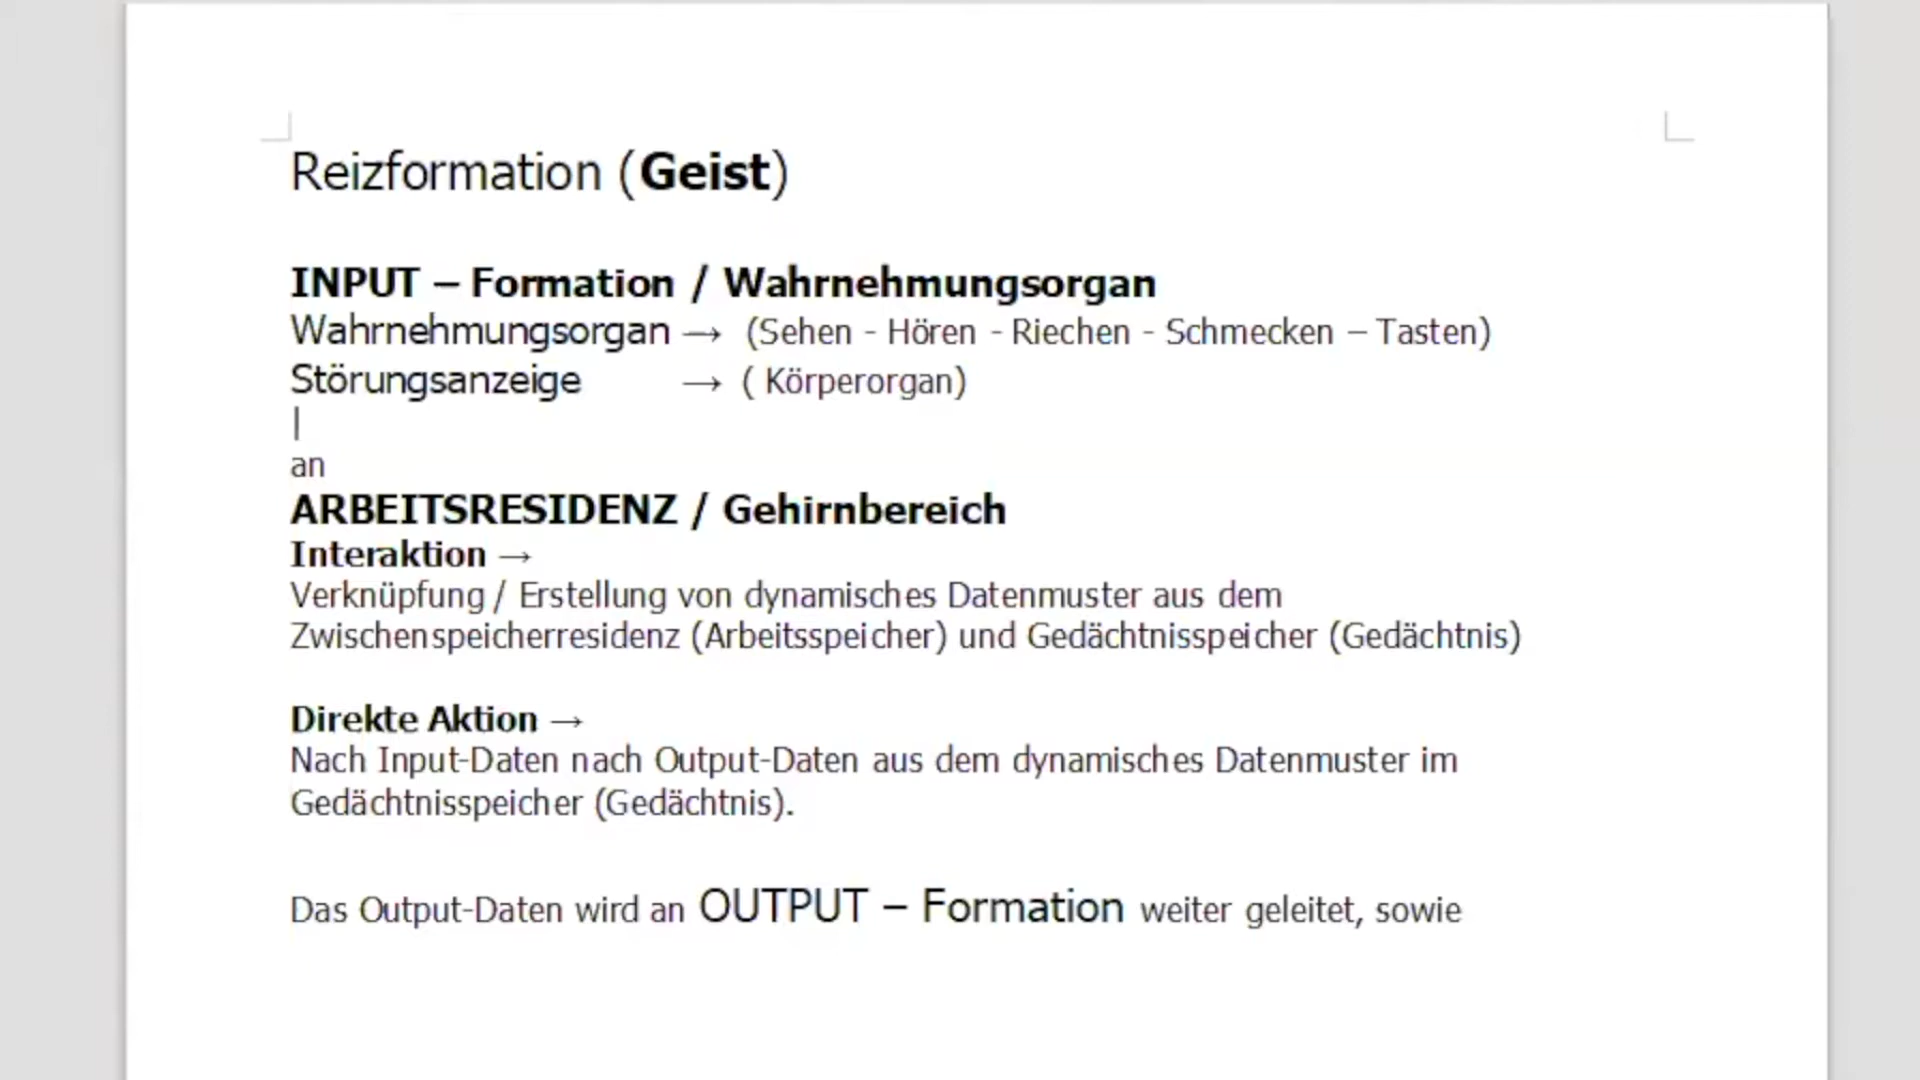 Reizformation (Geist)
INPUT – Formation / Wahrnehmungsorgan
Wahrnehmungsorgan → (Sehen - Hören - Riechen - Schmecken – Tasten)
Störungsanzeige → ( Körperorgan)
|
an
ARBEITSRESIDENZ / Gehirnbereich
Interaktion →
Verknüpfung / Erstellung von dynamisches Datenmuster aus dem
Zwischenspeicherresidenz (Arbeitsspeicher) und Gedächtnisspeicher (Gedächtnis)
Direkte Aktion →
Nach Input-Daten nach Output-Daten aus dem dynamisches Datenmuster im
Gedächtnisspeicher (Gedächtnis).
Das Output-Daten wird an OUTPUT – Formation weiter geleitet, sowie